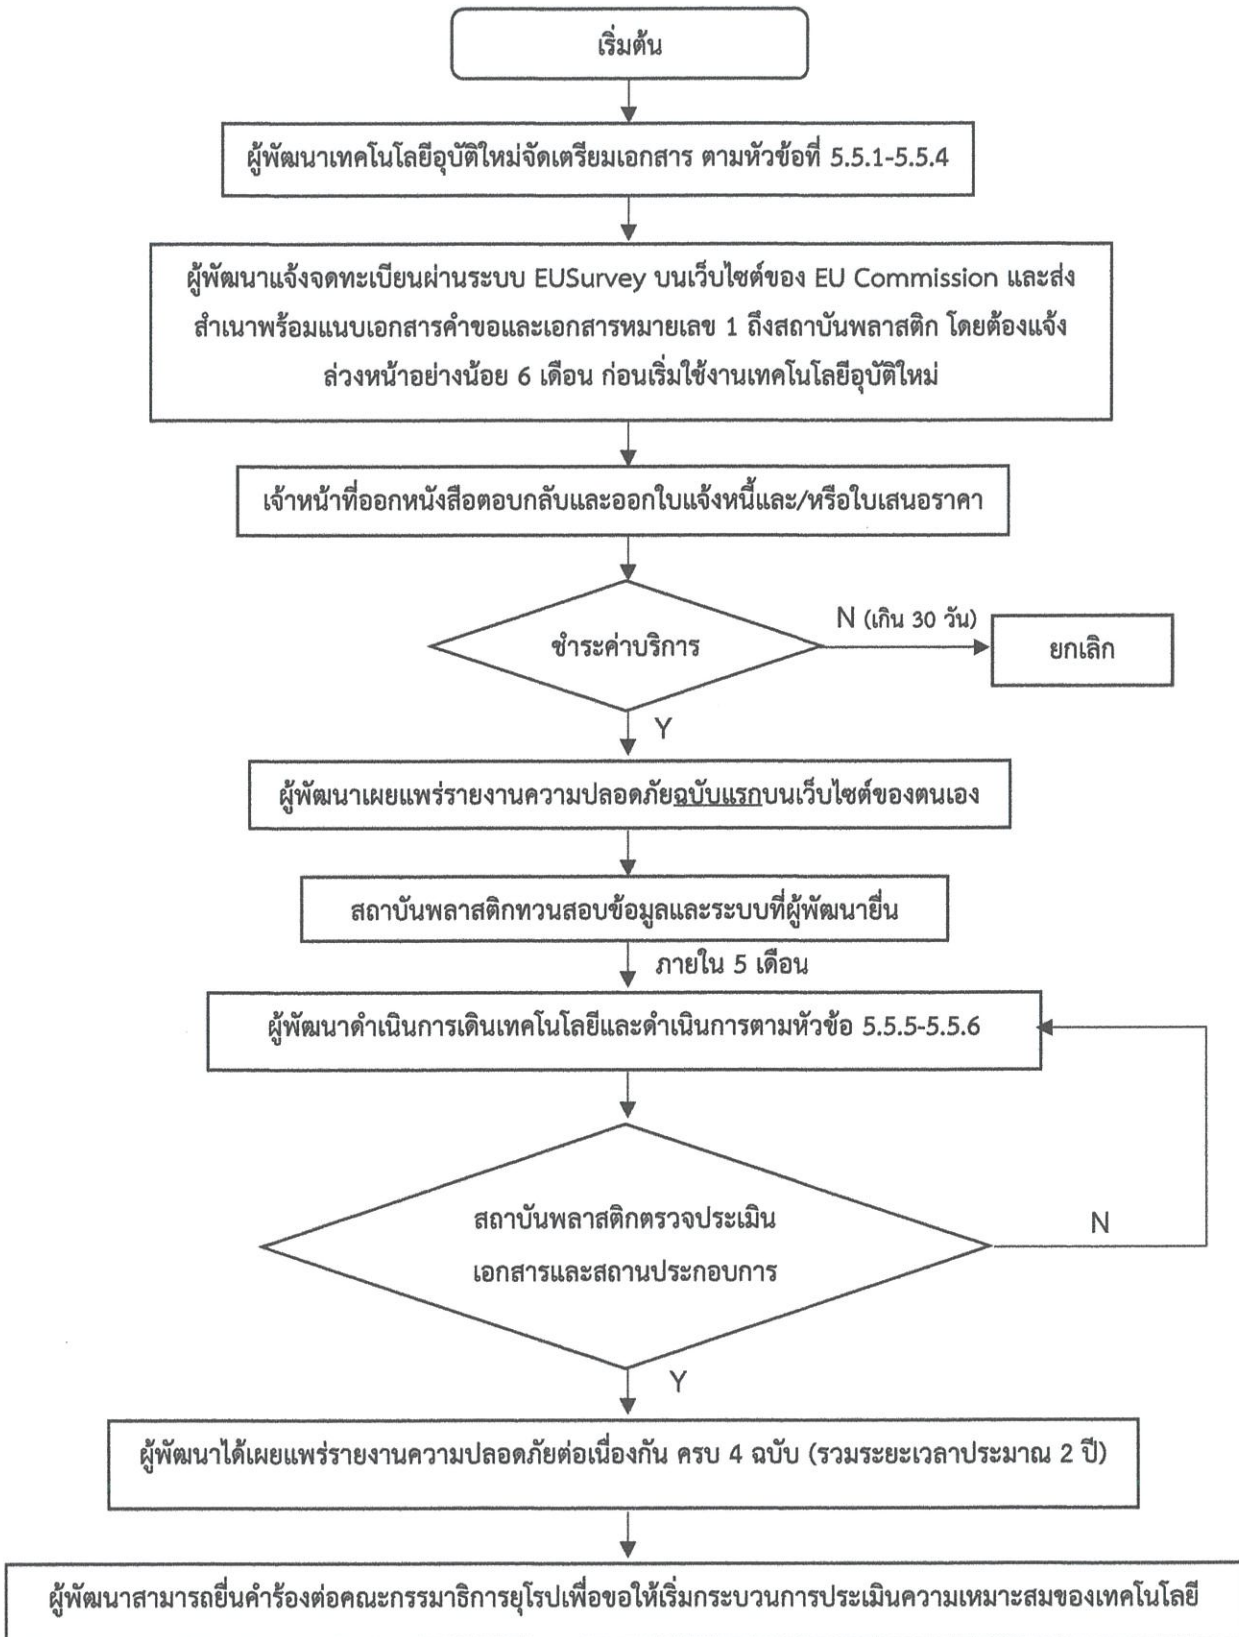 เริ่มต้น
ผู้พัฒนาเทคโนโลยีอุบัติใหม่จัดเตรียมเอกสาร ตามหัวข้อที่ 5.5.1-5.5.4
ผู้พัฒนาแจ้งจดทะเบียนผ่านระบบ EUSurvey บนเว็บไซต์ของ EU Commission และส่ง
สำเนาพร้อมแนบเอกสารคำขอและเอกสารหมายเลข 1 ถึงสถาบันพลาสติก โดยต้องแจ้ง
ล่วงหน้าอย่างน้อย 6 เดือน ก่อนเริ่มใช้งานเทคโนโลยีอุบัติใหม่
เจ้าหน้าที่ออกหนังสือตอบกลับและออกใบแจ้งหนี้และ/หรือใบเสนอราคา
ชำระค่าบริการ
N (เกิน 30 วัน)
ยกเลิก
Y
ผู้พัฒนาเผยแพร่รายงานความปลอดภัยฉบับแรกบนเว็บไซต์ของตนเอง
สถาบันพลาสติกทวนสอบข้อมูลและระบบที่ผู้พัฒนายื่น
ภายใน 5 เดือน
ผู้พัฒนาดำเนินการเดินเทคโนโลยีและดำเนินการตามหัวข้อ 5.5.5-5.5.6
สถาบันพลาสติกตรวจประเมิน
เอกสารและสถานประกอบการ
N
Y
ผู้พัฒนาได้เผยแพร่รายงานความปลอดภัยต่อเนื่องกัน ครบ 4 ฉบับ (รวมระยะเวลาประมาณ 2 ปี)
ผู้พัฒนาสามารถยื่นคำร้องต่อคณะกรรมาธิการยุโรปเพื่อขอให้เริ่มกระบวนการประเมินความเหมาะสมของเทคโนโลยี